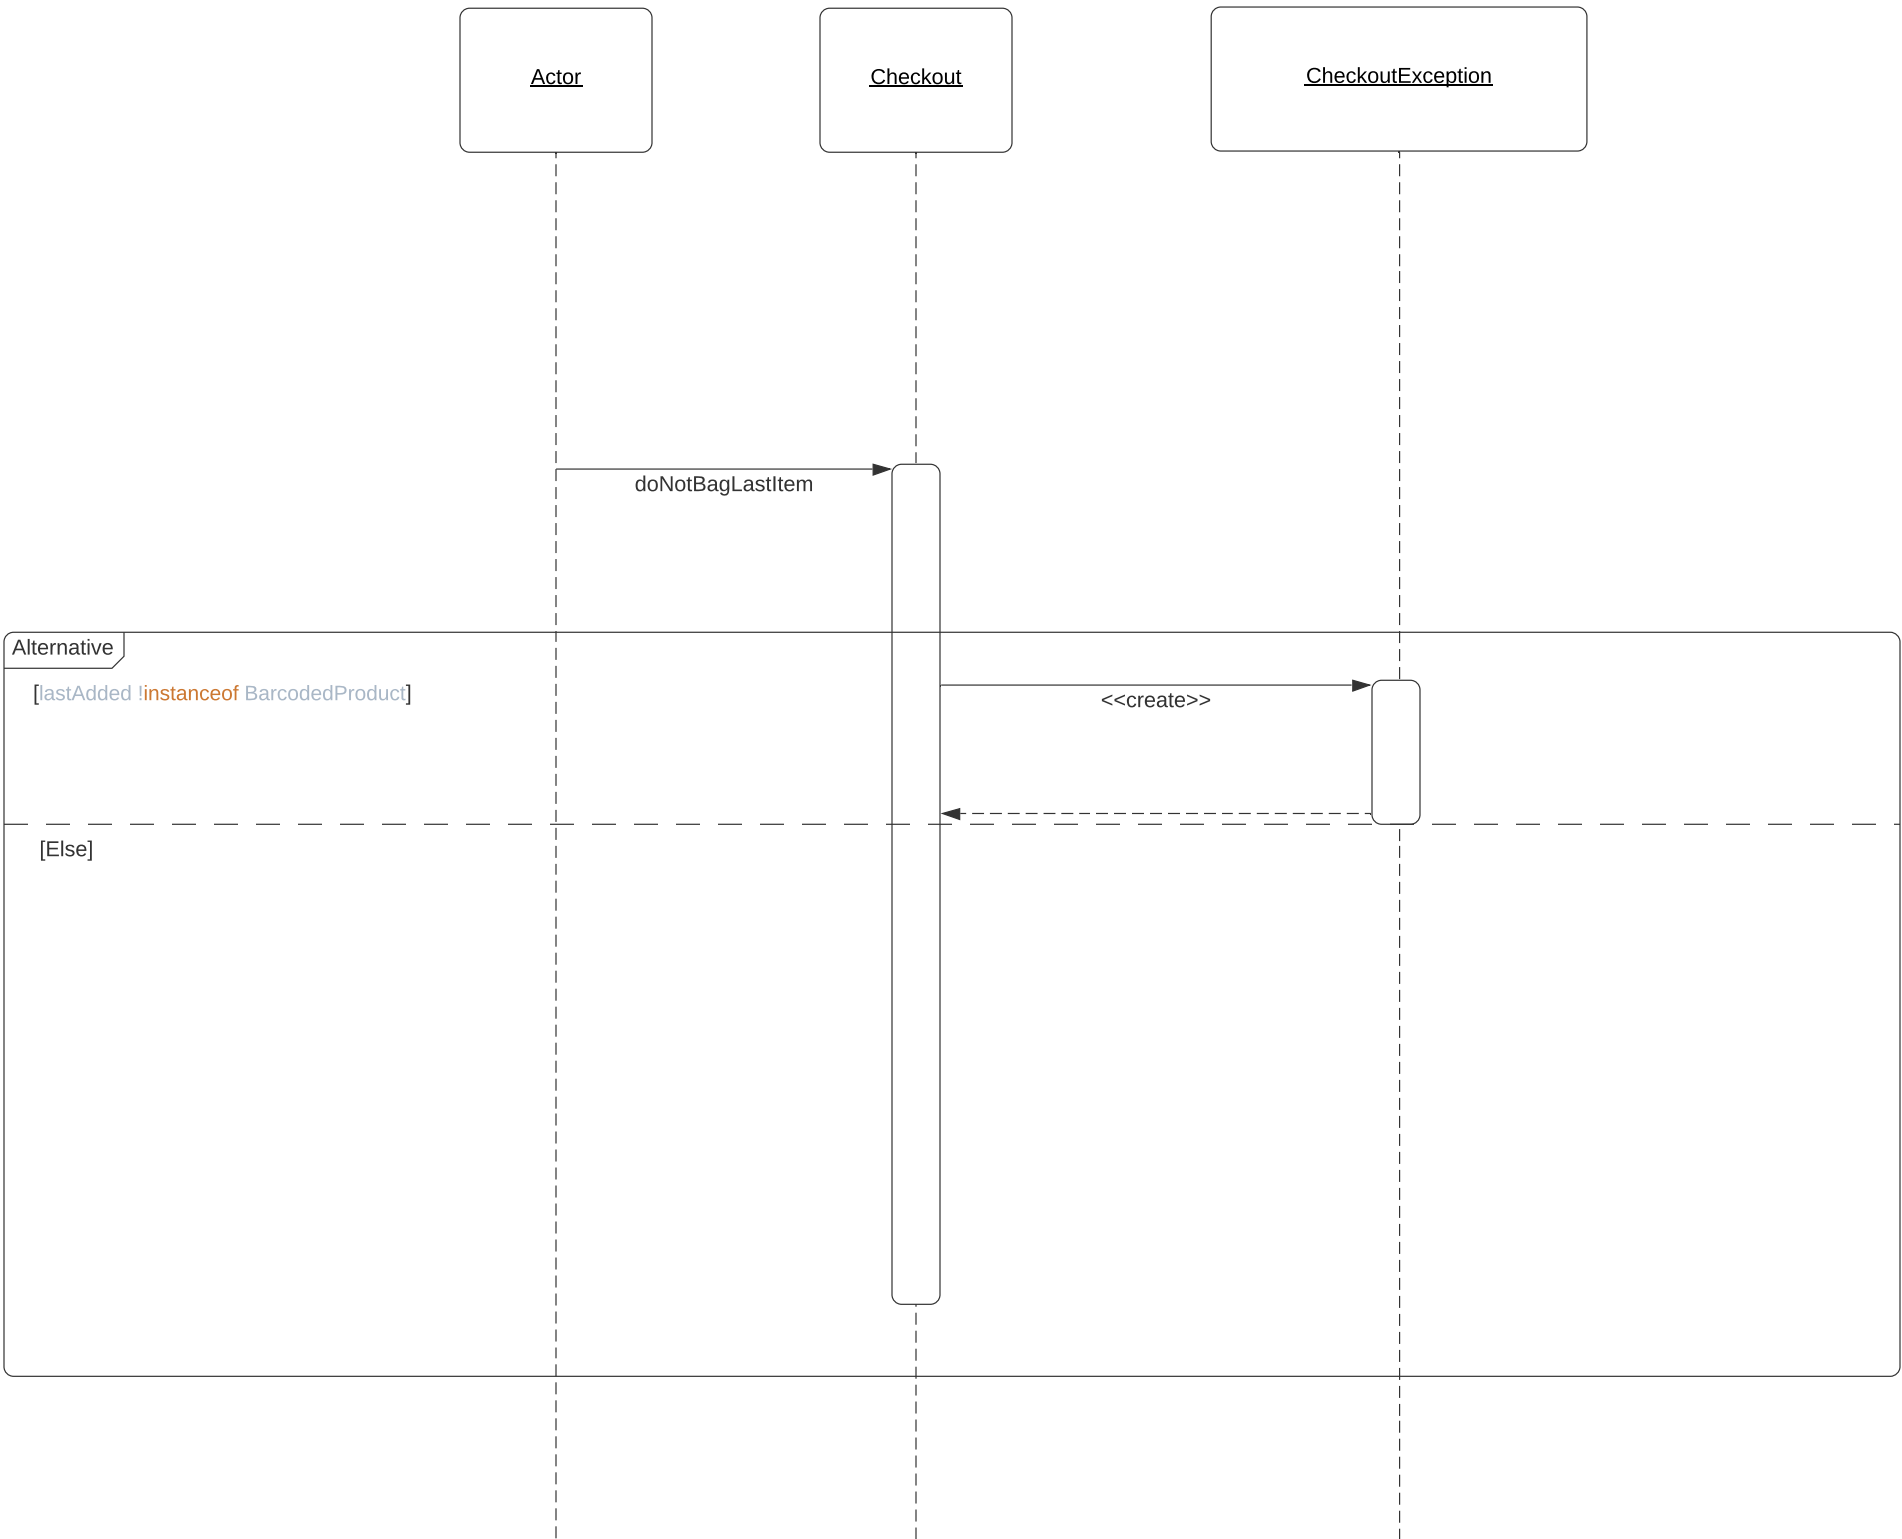 Actor
Checkout
CheckoutException
doNotBagLastItem
Alternative
[lastAdded !instanceof BarcodedProduct]
<<create>>
[Else]